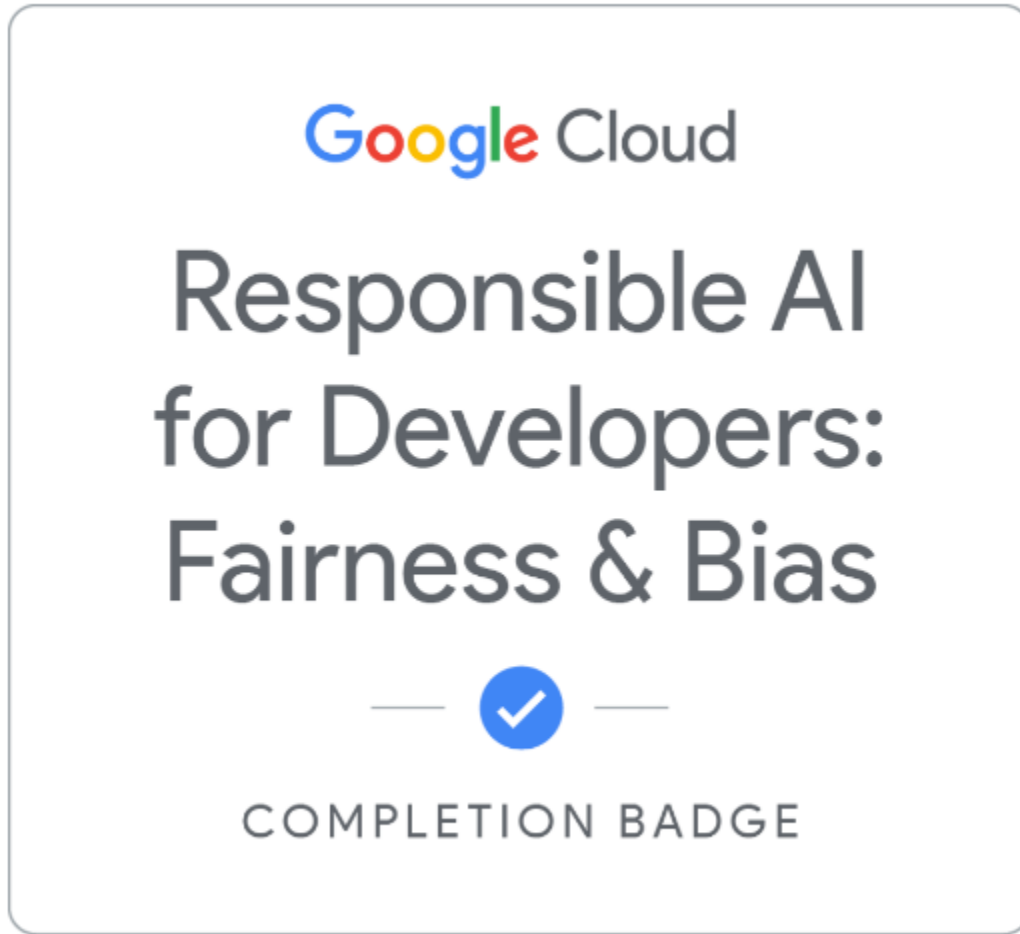 Google Cloud
Responsible AI
for Developers:
Fairness & Bias
COMPLETION BADGE